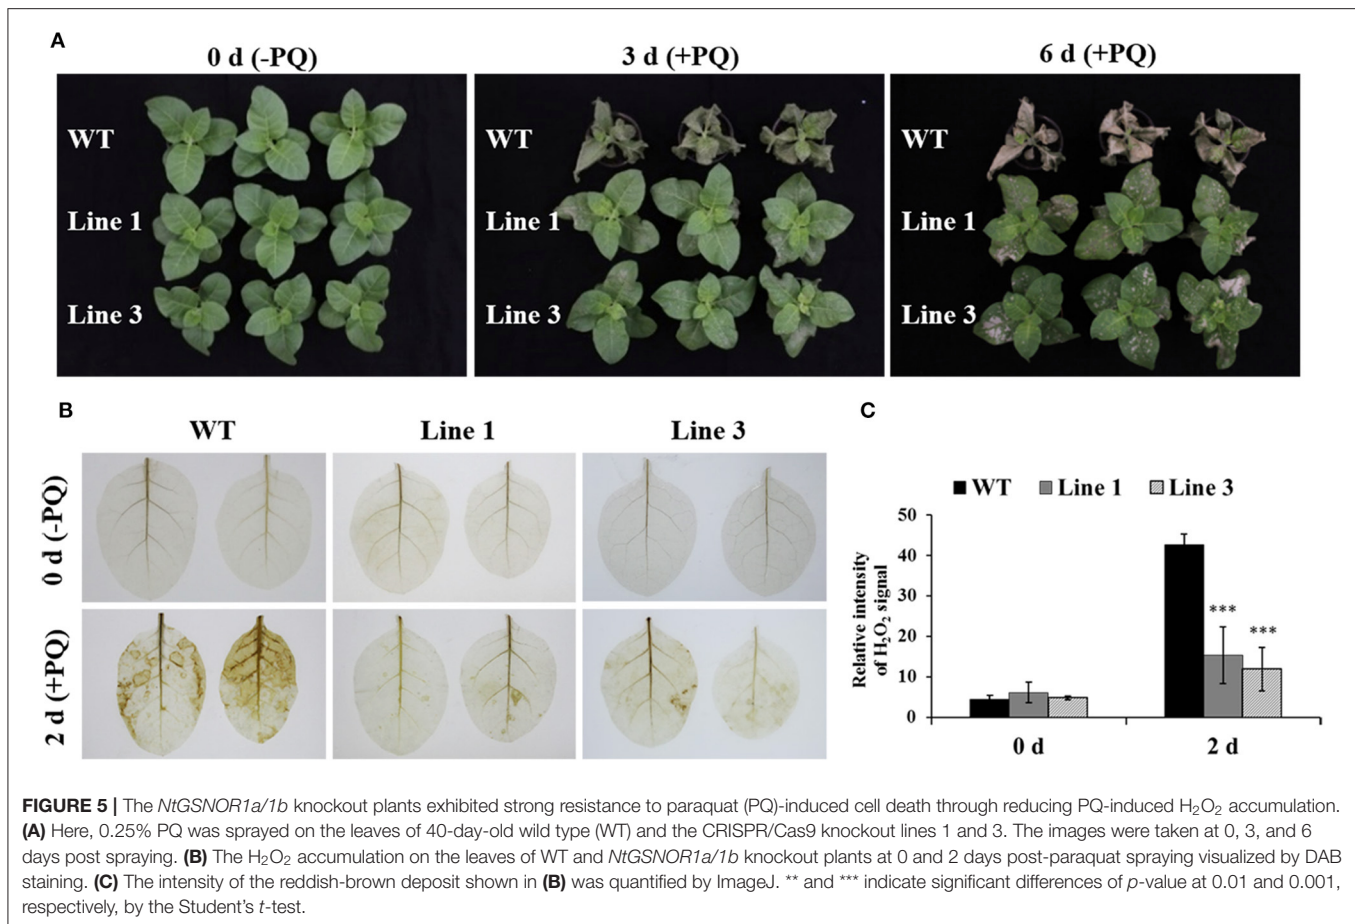 A
0 d (-PQ)
3 d (+PQ)
6 d (+PQ)
WT
WT
WT
Line 1
Line 1
Line 1
Line 3
Line 3
Line 3
B
WT
Line 1
Line 3
0 d (-PQ)
2 d (+PQ)
C
WT
Line 1
Line 3
Relative intensity
of H₂O₂ signal
50
40
30
20
10
0
***
***
0 d
2 d
FIGURE 5 | The NtGSNOR1a/1b knockout plants exhibited strong resistance to paraquat (PQ)-induced cell death through reducing PQ-induced H₂O₂ accumulation.
(A) Here, 0.25% PQ was sprayed on the leaves of 40-day-old wild type (WT) and the CRISPR/Cas9 knockout lines 1 and 3. The images were taken at 0, 3, and 6
days post spraying. (B) The H₂O₂ accumulation on the leaves of WT and NtGSNOR1a/1b knockout plants at 0 and 2 days post-paraquat spraying visualized by DAB
staining. (C) The intensity of the reddish-brown deposit shown in (B) was quantified by ImageJ. ** and *** indicate significant differences of p-value at 0.01 and 0.001,
respectively, by the Student's t-test.